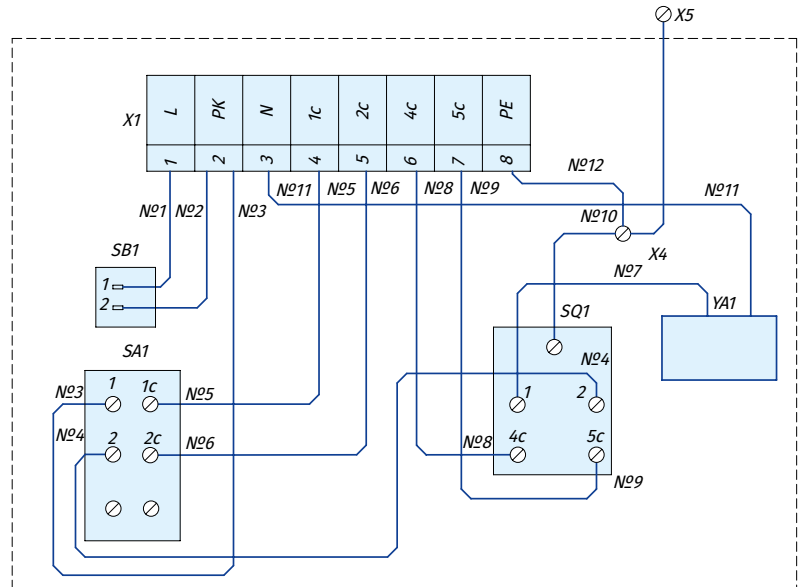 X5
X1 L PK N 1c 2c 4c 5c PE
1 2 3 4 5 6 7 8
№12
№1 №2 №3 №11 №5 №6 №8 №9 №11
№10
X4
SB1
1
2
№7
SQ1
YA1
SA1
№4
№3 1 1c №5
1 2
№4 2 2c №6
№8 4c 5c
№9